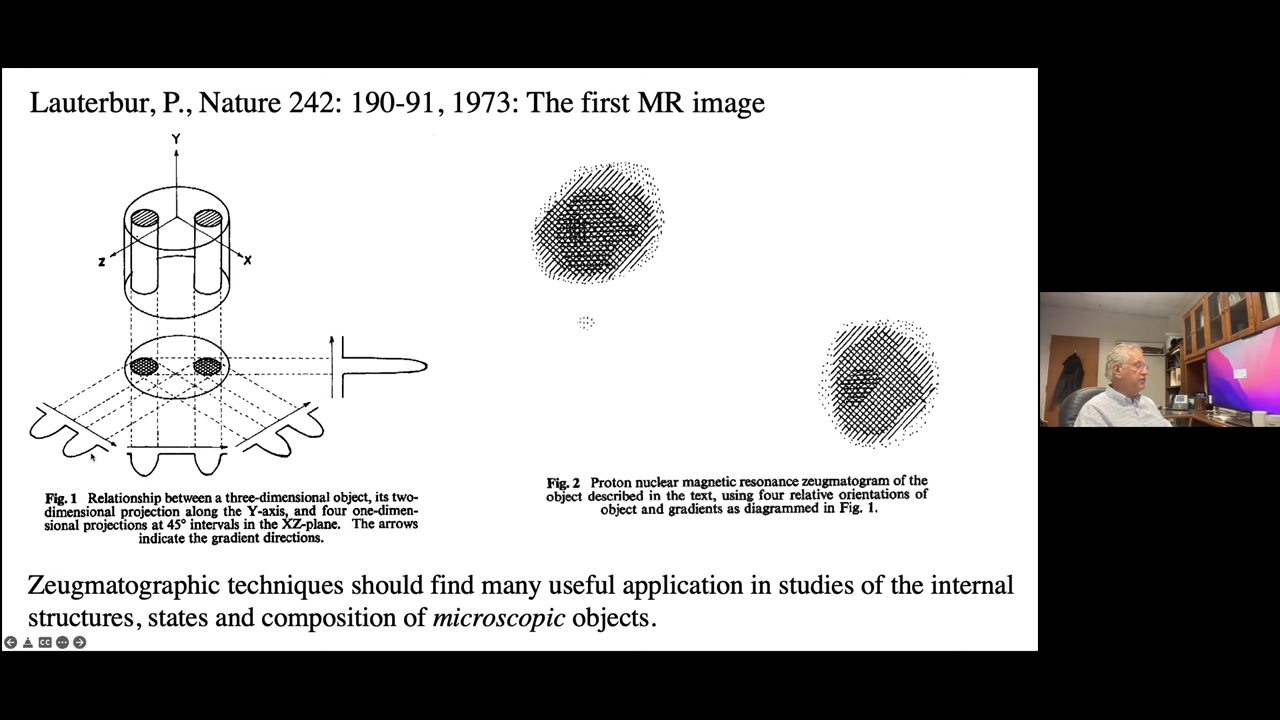 Lauterbur, P., Nature 242: 190-91, 1973: The first MR image
Y
Z
X
Fig. 1 Relationship between a three-dimensional object, its two-
dimensional projection along the Y-axis, and four one-dimen-
sional projections at 45° intervals in the XZ-plane. The arrows
indicate the gradient directions.
Fig. 2 Proton nuclear magnetic resonance zeugmatogram of the
object described in the text, using four relative orientations of
object and gradients as diagrammed in Fig. 1.
Zeugmatographic techniques should find many useful application in studies of the internal
structures, states and composition of microscopic objects.
CC